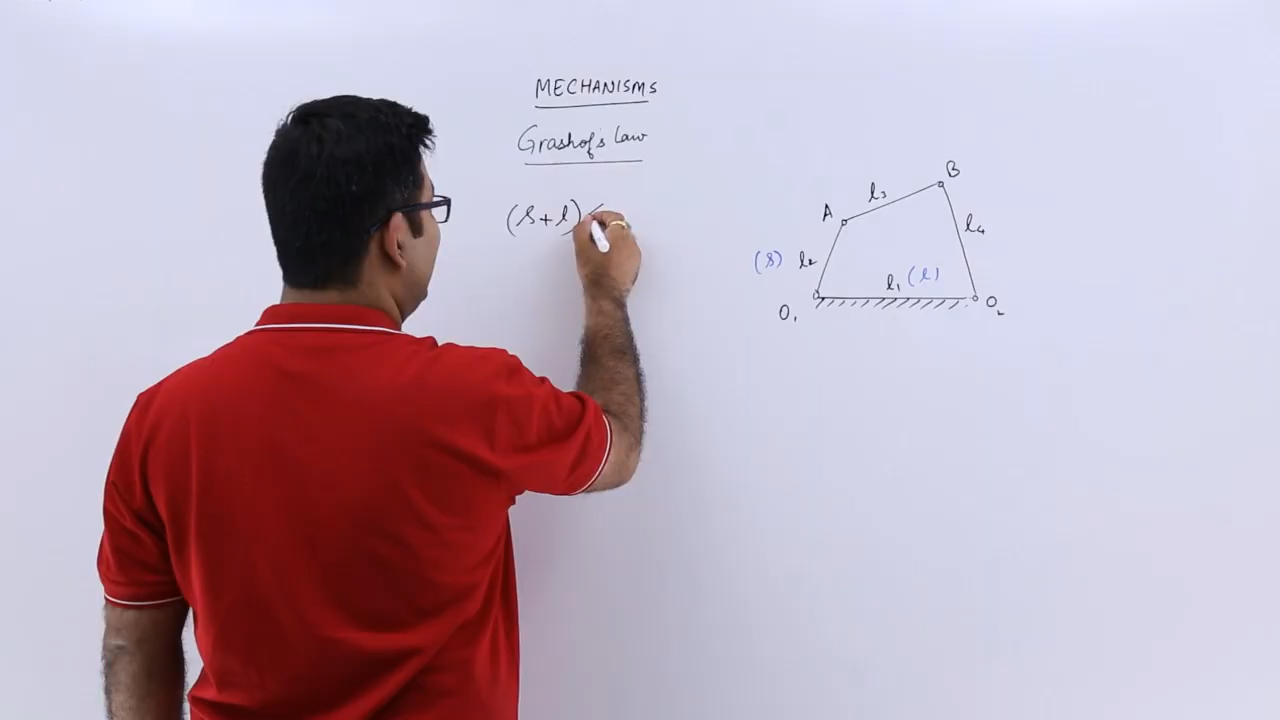 MECHANISMS
Grashof's Law
(s+l) <
B
l₃
A
l₄
(s) l₂
l₁ (l)
O₁
O₂